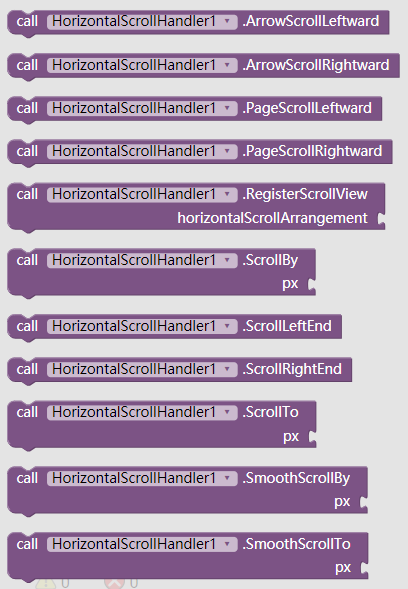 call HorizontalScrollHandler1 .ArrowScrollLeftward
call HorizontalScrollHandler1 .ArrowScrollRightward
call HorizontalScrollHandler1 .PageScrollLeftward
call HorizontalScrollHandler1 .PageScrollRightward
call HorizontalScrollHandler1 .RegisterScrollView
horizontalScrollArrangement
call HorizontalScrollHandler1 .ScrollBy
px
call HorizontalScrollHandler1 .ScrollLeftEnd
call HorizontalScrollHandler1 .ScrollRightEnd
call HorizontalScrollHandler1 .ScrollTo
px
call HorizontalScrollHandler1 .SmoothScrollBy
px
call HorizontalScrollHandler1 .SmoothScrollTo
px
0 0